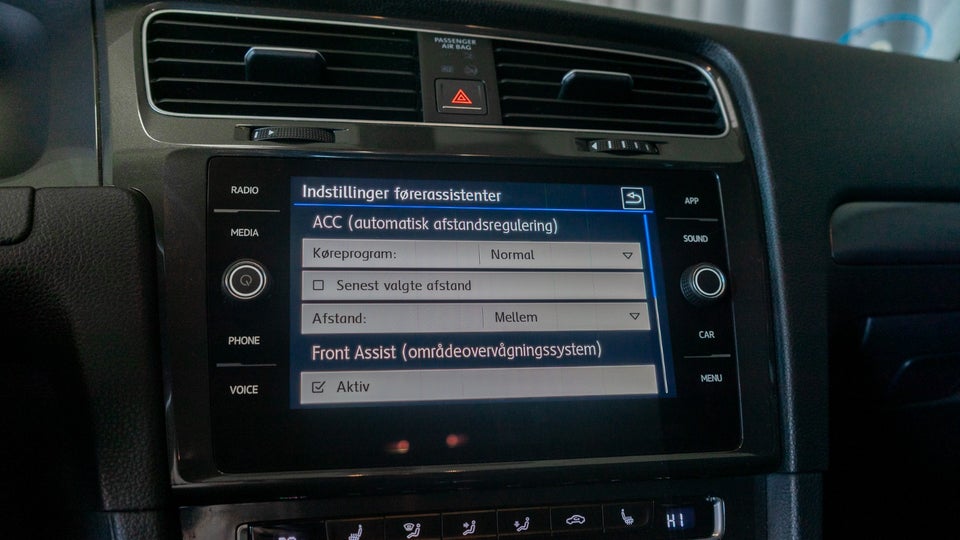 PASSENGER
AIR BAG
RADIO
MEDIA
PHONE
VOICE
Indstillinger førerassistenter
ACC (automatisk afstandsregulering)
Køreprogram: Normal
Senest valgte afstand
Afstand: Mellem
Front Assist (områdeovervågningssystem)
Aktiv
APP
SOUND
CAR
MENU
HI